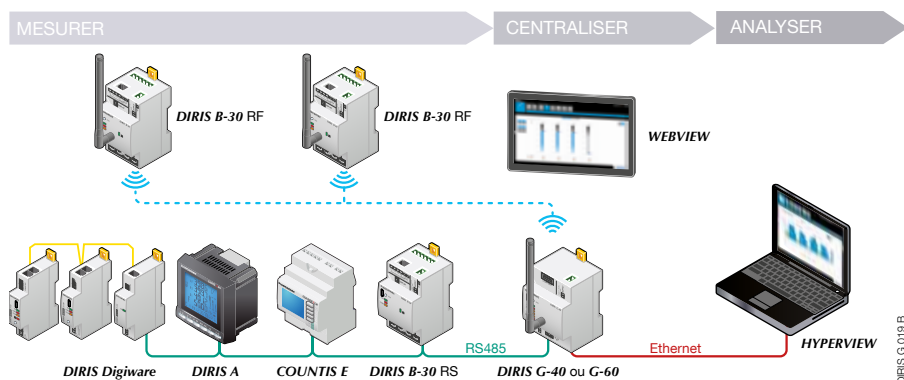 MESURER
CENTRALISER
ANALYSER
DIRIS B-30 RF
DIRIS B-30 RF
WEBVIEW
RS485
Ethernet
HYPERVIEW
DIRIS Digiware
DIRIS A
COUNTIS E
DIRIS B-30 RS
DIRIS G-40 ou G-60
DIRIS G 019 B